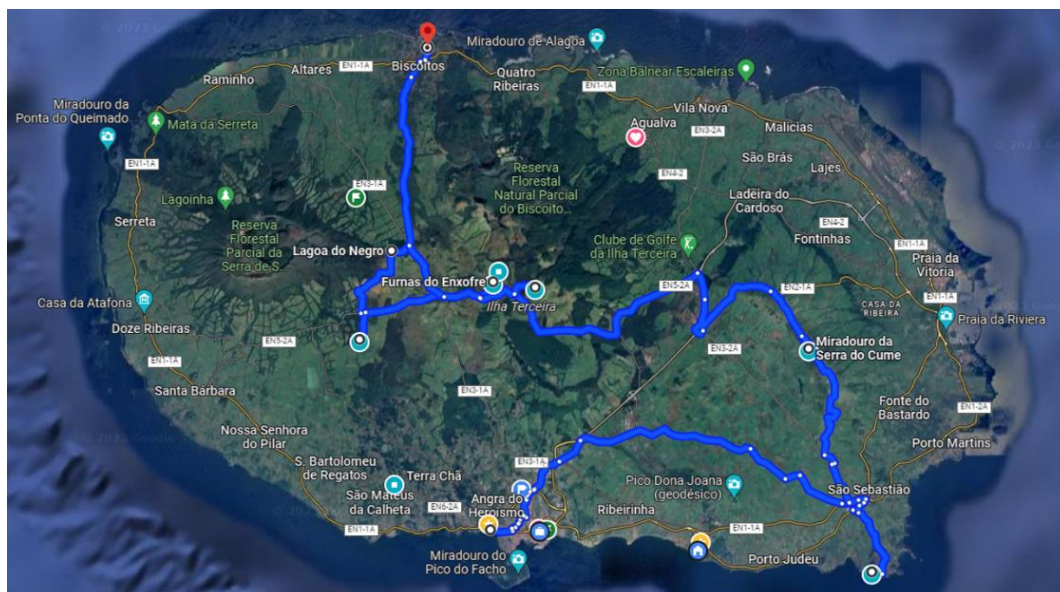 Miradouro de Alagoa
Biscoitos
EN1-1A
Altares
Raminho
Quatro
Ribeiras
Zona Balnear Escaleiras
EN1-1A
Miradouro da
Ponta do Queimado
Mata da Serreta
Vila Nova
Agualva
EN3-2A
Malicias
EN1-1A
São Brás
Lajes
Reserva
Florestal
Natural Parcial
do Biscoito...
EN4-2
Lagoinha
EN3-1A
Ladeira do
Cardoso
Serreta
Reserva
Florestal
Parcial da
Serra de S...
EN4-2
Fontinhas
Lagoa do Negro
Clube de Golfe
da Ilha Terceira
EN1-1A
Praia da
Vitoria
Furnas do Enxofre
EN5-2A
EN2-1A
Casa da Atafona
Ilha Terceira
CASA DA
RIBEIRA
EN1-1A
Praia da Riviera
Doze Ribeiras
EN5-2A
EN3-2A
Miradouro da
Serra do Cume
EN1-1A
Santa Bárbara
EN3-1A
Fonte do
Bastardo
EN1-2A
Nossa Senhora
do Pilar
Porto Martins
S. Bartolomeu
de Regatos
EN3-1A
Terra Chã
Pico Dona Joana
(geodésico)
São Sebastião
São Mateus
da Calheta
EN6-2A
Angra do
Heroísmo
Ribeirinha
EN1-1A
EN1-1A
Miradouro do
Pico do Facho
Porto Judeu